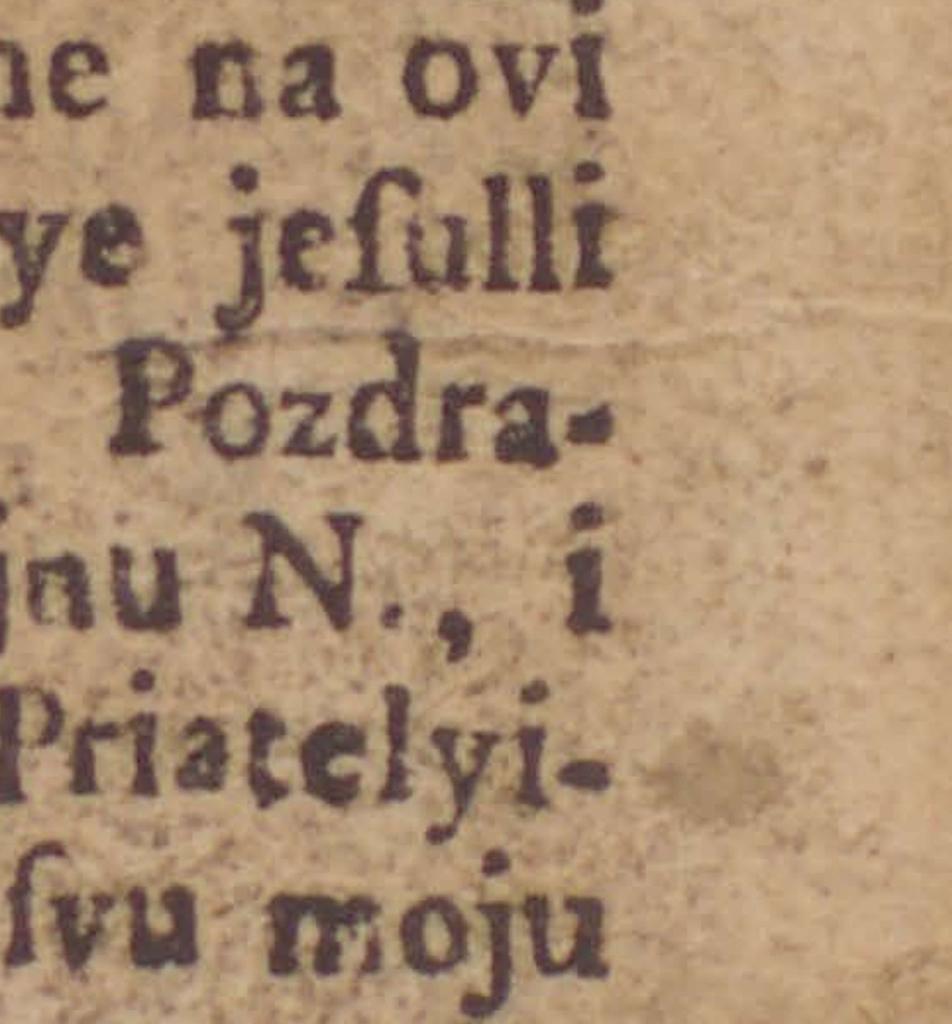 ne na ovi
ye jeſulli
Pozdra-
jnu N., i
Priatelyi-
ſvu moju